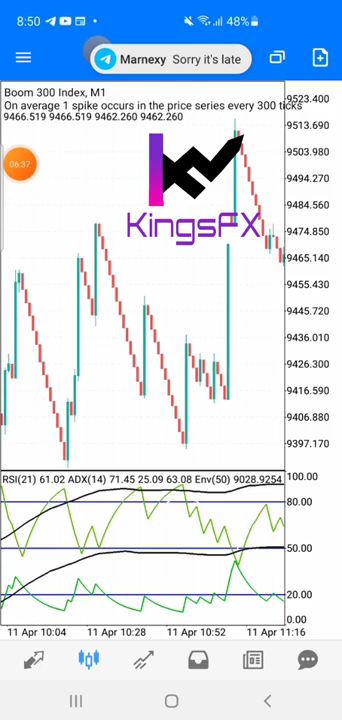 8:50
48%
Marnexy Sorry it's late
Boom 300 Index, M1
On average 1 spike occurs in the price series every 300 ticks
9466.519 9466.519 9462.260 9462.260
06:37
KingsFX
9523.400
9513.690
9503.980
9494.270
9484.560
9474.850
9465.140
9455.430
9445.720
9436.010
9426.300
9416.590
9406.880
9397.170
RSI(21) 61.02 ADX(14) 71.45 25.09 63.08 Env(50) 9028.9254
100.00
80.00
50.00
20.00
0.00
11 Apr 10:04
11 Apr 10:28
11 Apr 10:52
11 Apr 11:16